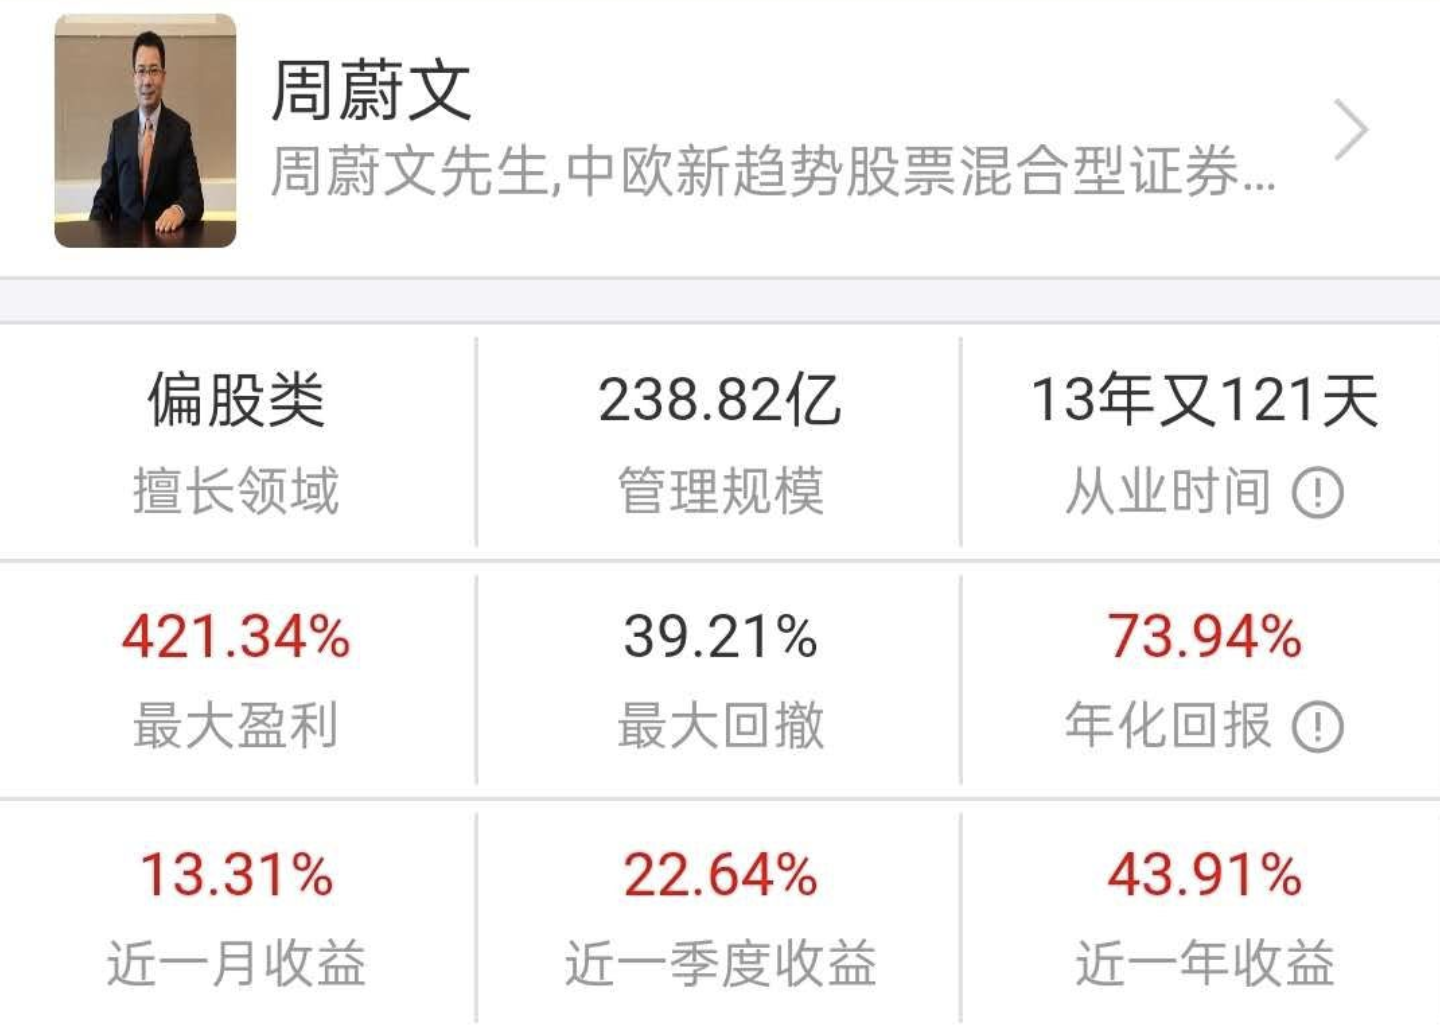 周蔚文
周蔚文先生,中欧新趋势股票混合型证券...
偏股类
238.82亿
13年又121天
擅长领域
管理规模
从业时间
421.34%
39.21%
73.94%
最大盈利
最大回撤
年化回报
13.31%
22.64%
43.91%
近一月收益
近一季度收益
近一年收益